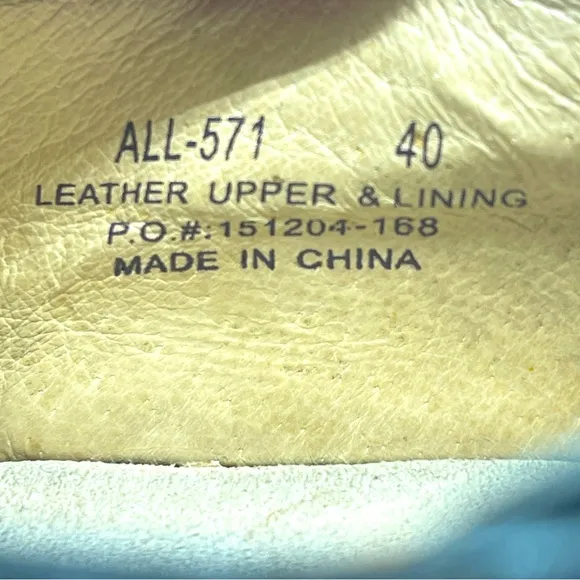 ALL-571 40
LEATHER UPPER & LINING
P.O.#:151204-168
MADE IN CHINA